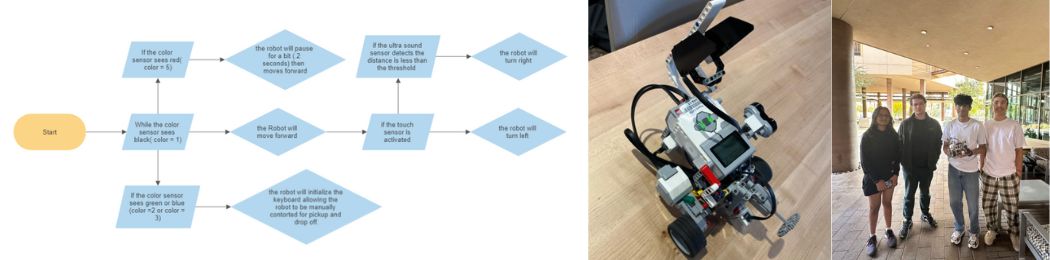 Start
If the color
sensor sees red(
color = 5)
the robot will pause
for a bit (.2
seconds) then
moves forward
if the ultra sound
sensor detects the
distance is less than
the threshold
the robot will
turn right
While the color
sensor sees
black( color = 1)
the Robot will
move forward
if the touch
sensor is
activated
the robot will
turn left
If the color sensor
sees green or blue
(color =2 or color =
3)
the robot will initialize the
keyboard allowing the
robot to be manually
contorted for pickup and
drop off